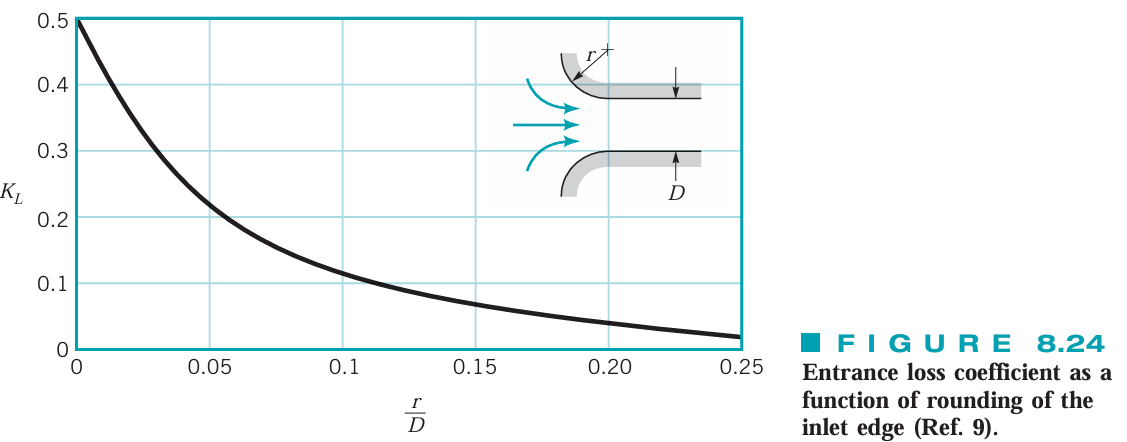 0.5
0.4
0.3
K_L
0.2
0.1
0
0 0.05 0.1 0.15 0.20 0.25
r
D
r
D
FIGURE 8.24
Entrance loss coefficient as a
function of rounding of the
inlet edge (Ref. 9).